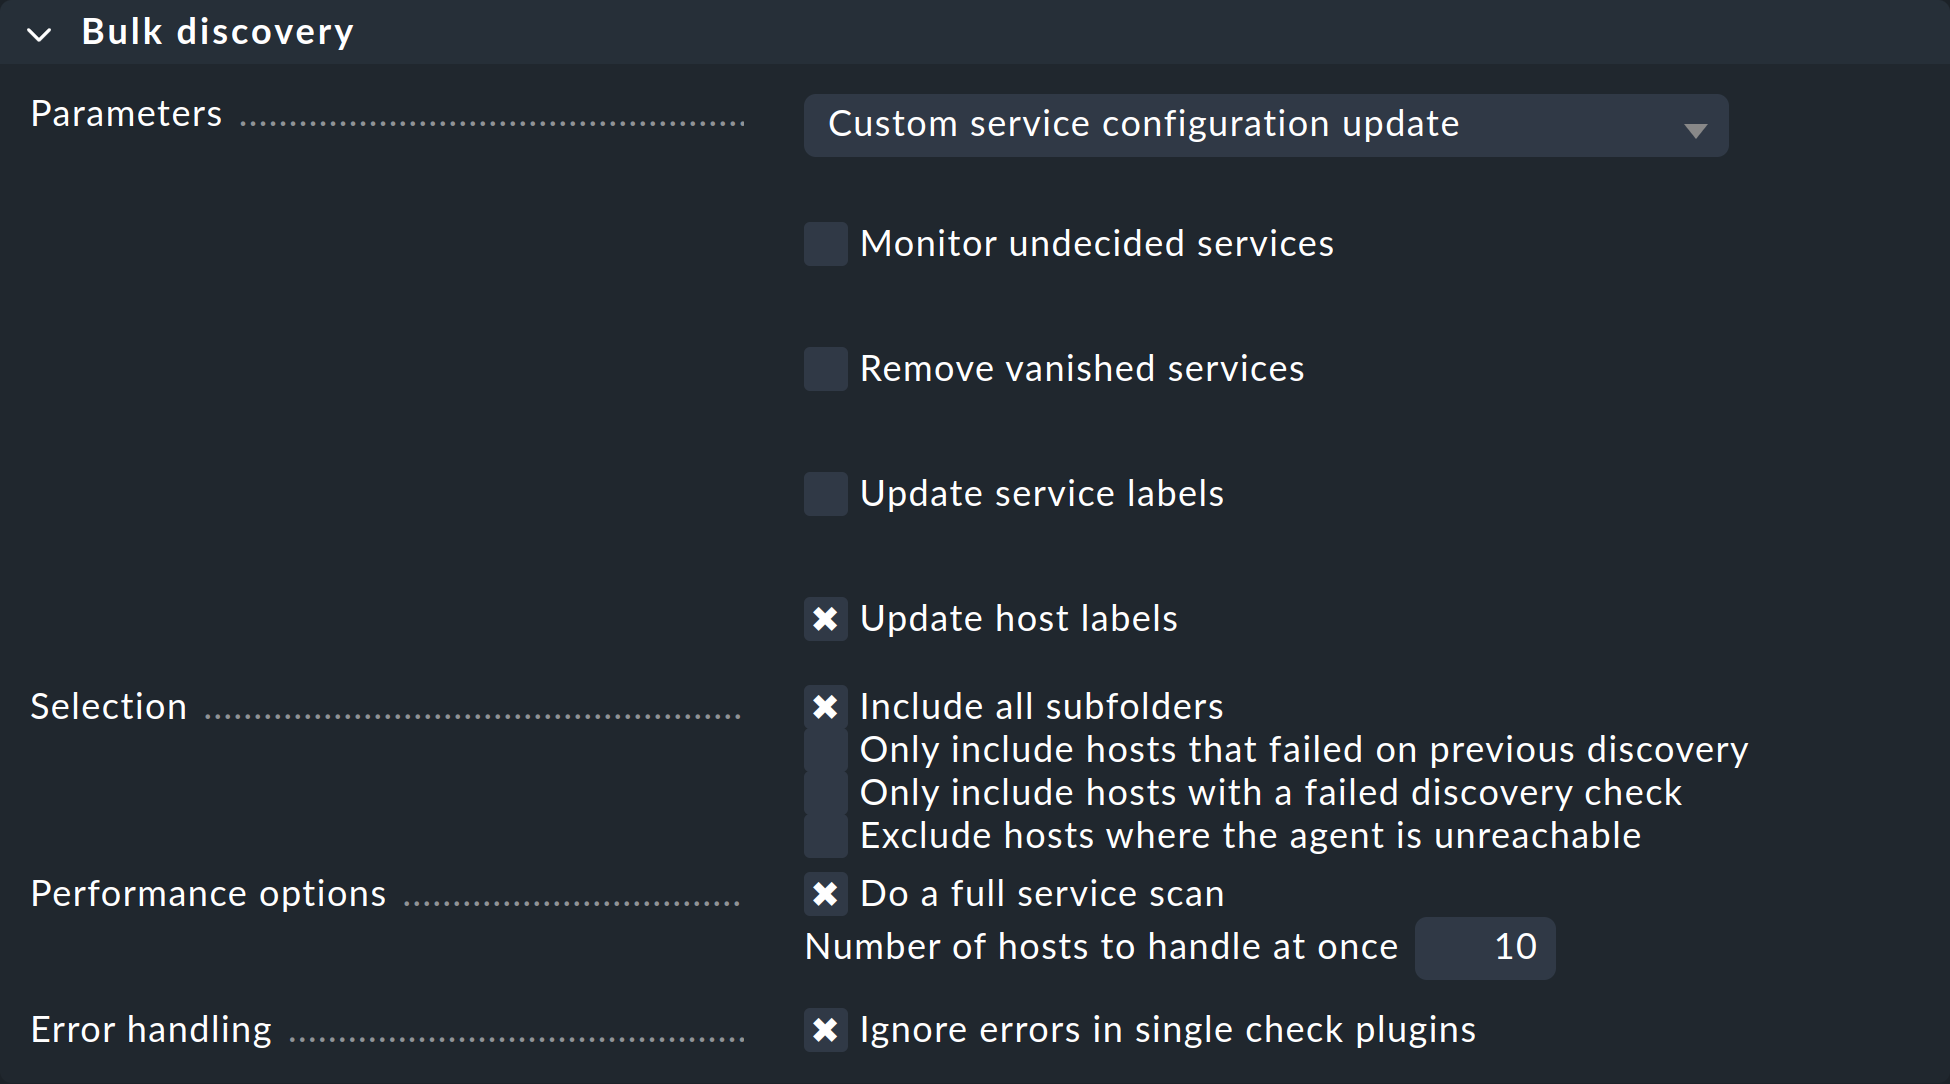 Bulk discovery
Parameters
Custom service configuration update
Monitor undecided services
Remove vanished services
Update service labels
Update host labels
Selection
Include all subfolders
Only include hosts that failed on previous discovery
Only include hosts with a failed discovery check
Exclude hosts where the agent is unreachable
Performance options
Do a full service scan
Number of hosts to handle at once 10
Error handling
Ignore errors in single check plugins